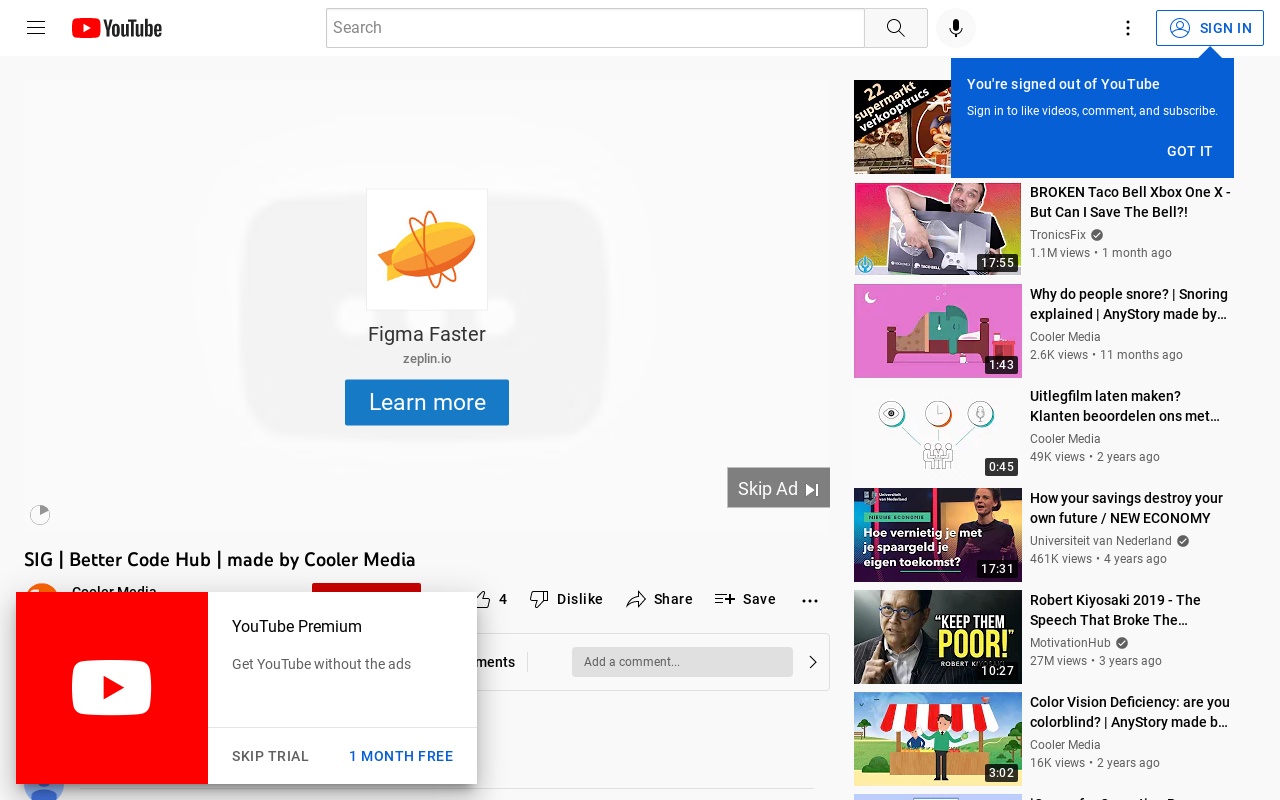 YouTube
Search
SIGN IN
You're signed out of YouTube
Sign in to like videos, comment, and subscribe.
GOT IT
Figma Faster
zeplin.io
Learn more
Skip Ad
SIG | Better Code Hub | made by Cooler Media
Cooler Media
4
Dislike
Share
Save
ments
Add a comment...
YouTube Premium
Get YouTube without the ads
SKIP TRIAL
1 MONTH FREE
22
supermarkt
verkooptrucs
BROKEN Taco Bell Xbox One X -
But Can I Save The Bell?!
TronicsFix
1.1M views • 1 month ago
17:55
Why do people snore? | Snoring
explained | AnyStory made by...
Cooler Media
2.6K views • 11 months ago
1:43
Uitlegfilm laten maken?
Klanten beoordelen ons met...
Cooler Media
49K views • 2 years ago
0:45
Universiteit
van Nederland
NIEUWE ECONOMIE
Hoe vernietig je met
je spaargeld je
eigen toekomst?
17:31
How your savings destroy your
own future / NEW ECONOMY
Universiteit van Nederland
461K views • 4 years ago
"KEEP THEM
POOR!"
ROBERT KIYOSAKI
10:27
Robert Kiyosaki 2019 - The
Speech That Broke The...
MotivationHub
27M views • 3 years ago
3:02
Color Vision Deficiency: are you
colorblind? | AnyStory made b...
Cooler Media
16K views • 2 years ago